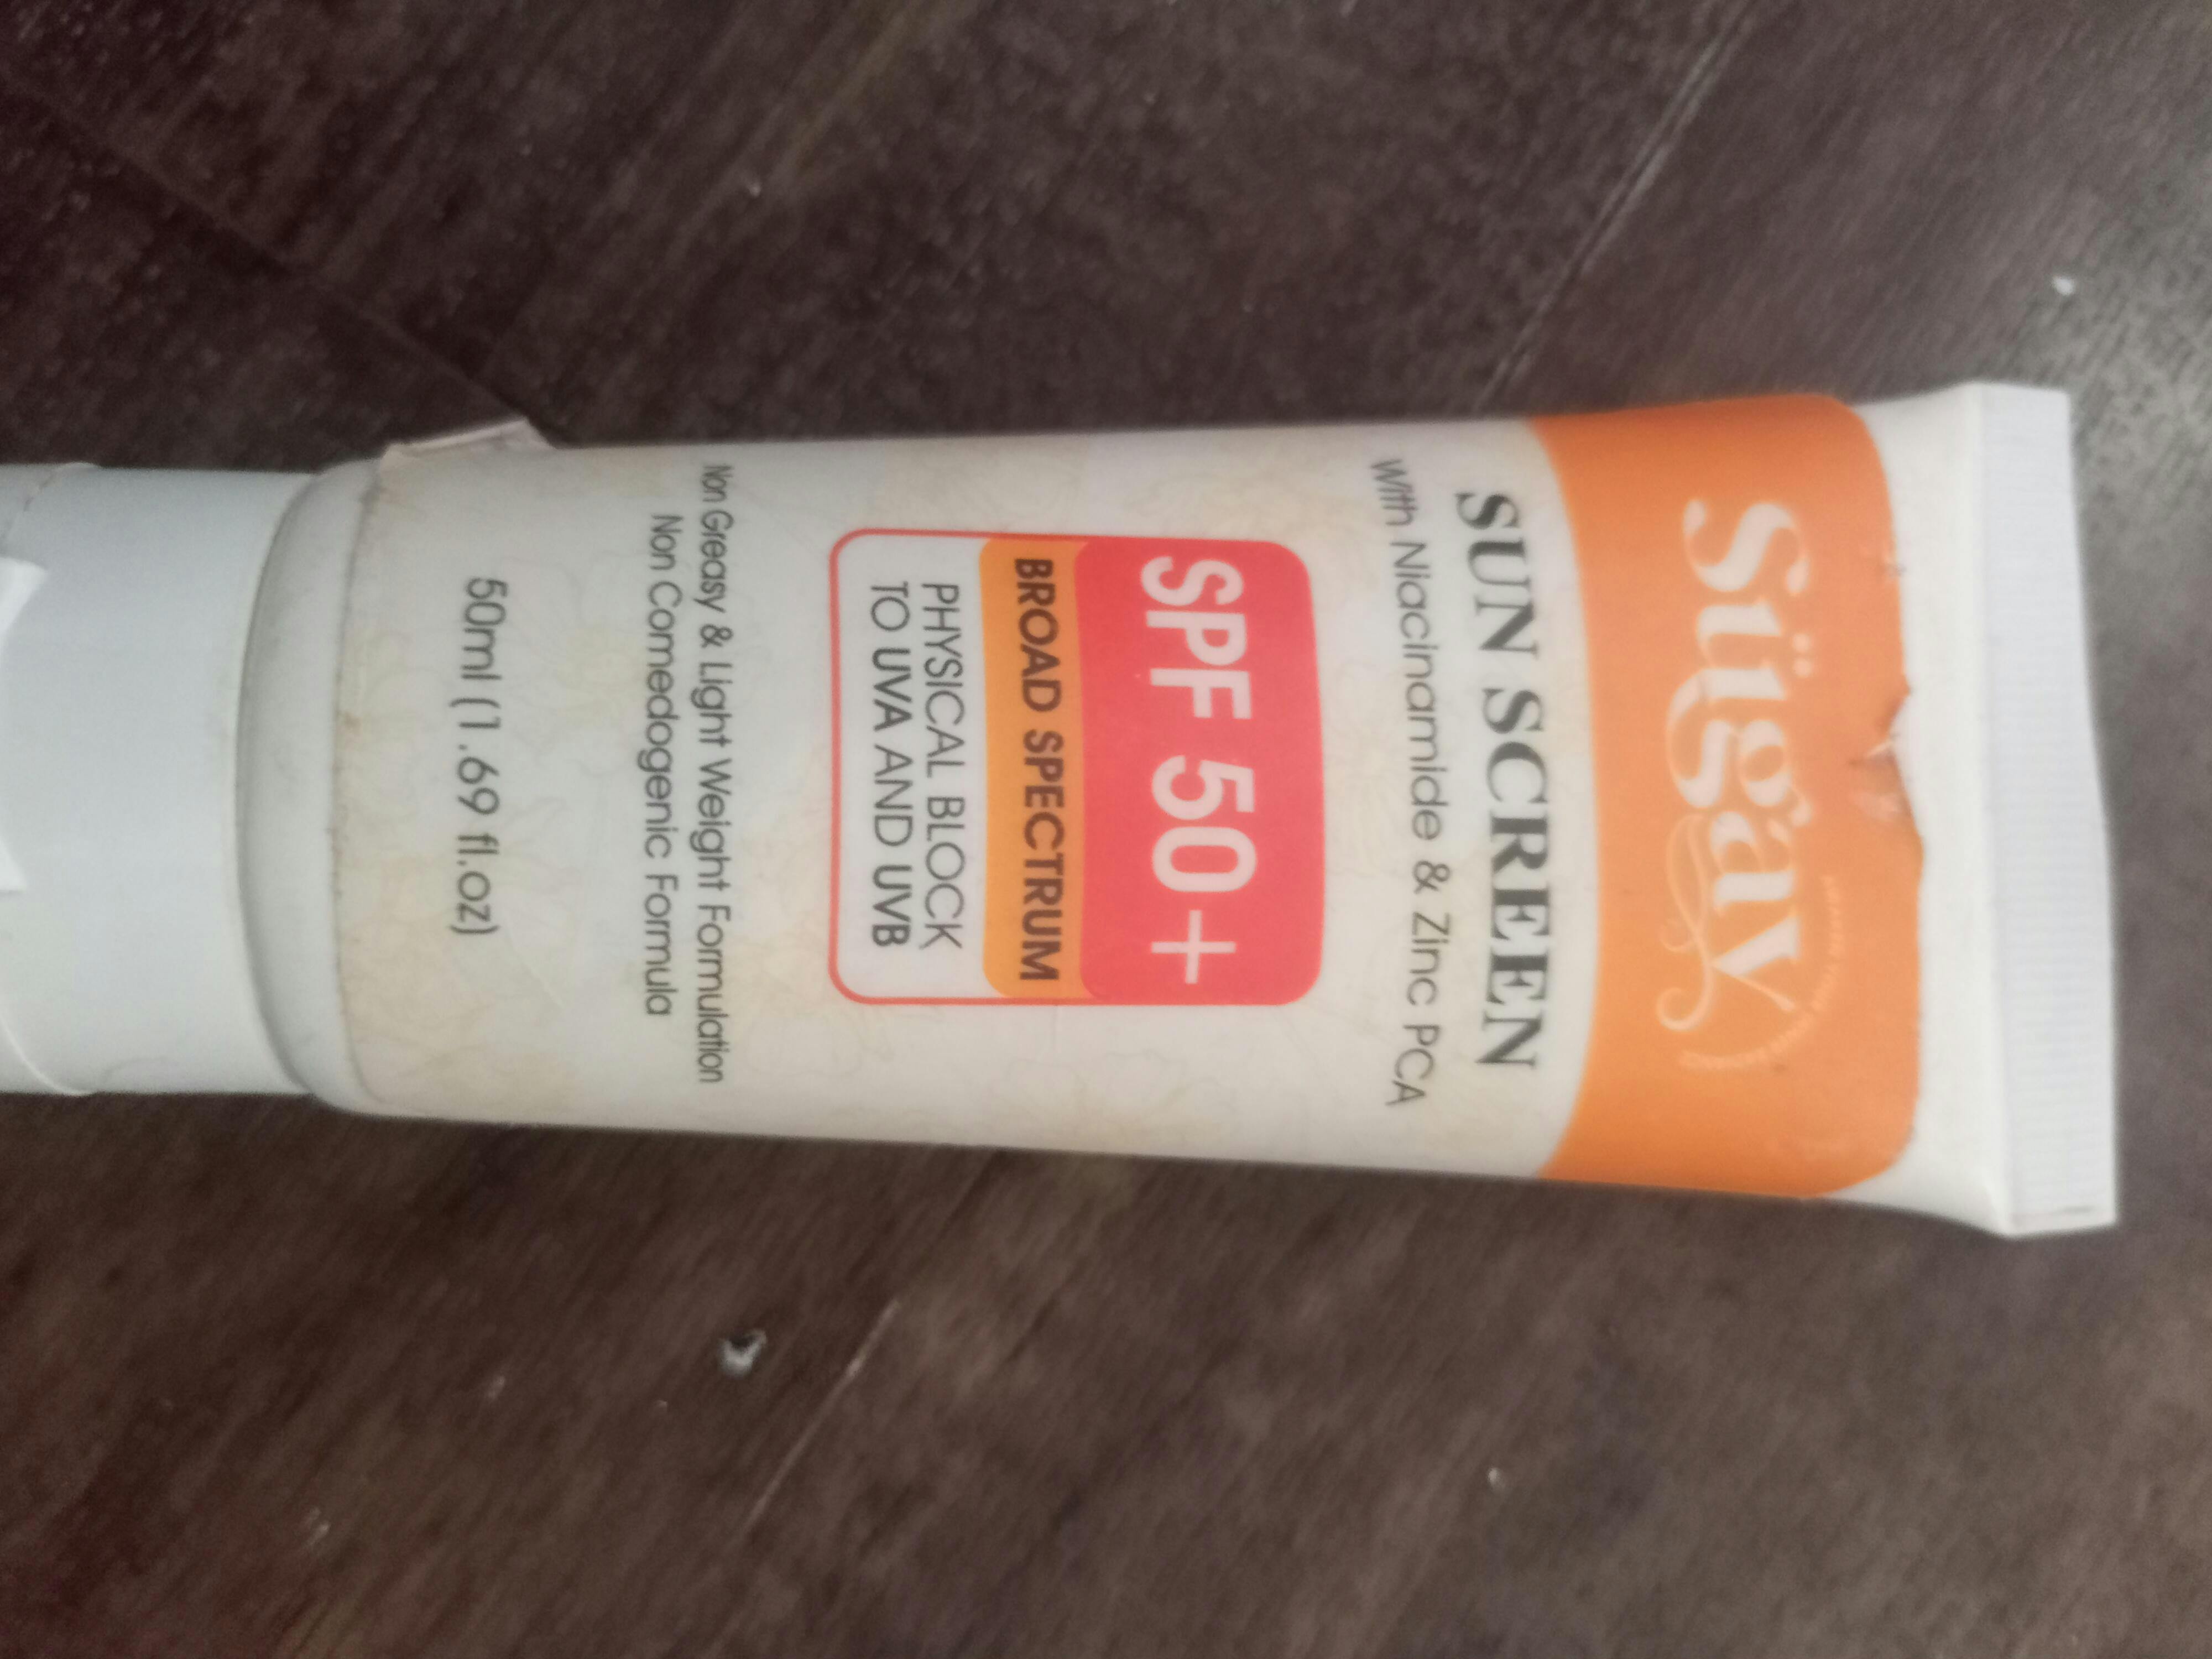 Sügav
SUN SCREEN
With Niacinamide & Zinc PCA
SPF 50+
BROAD SPECTRUM
PHYSICAL BLOCK
TO UVA AND UVB
Non Greasy & Light Weight Formulation
Non Comedogenic Formula
50ml (1.69 fl.oz)